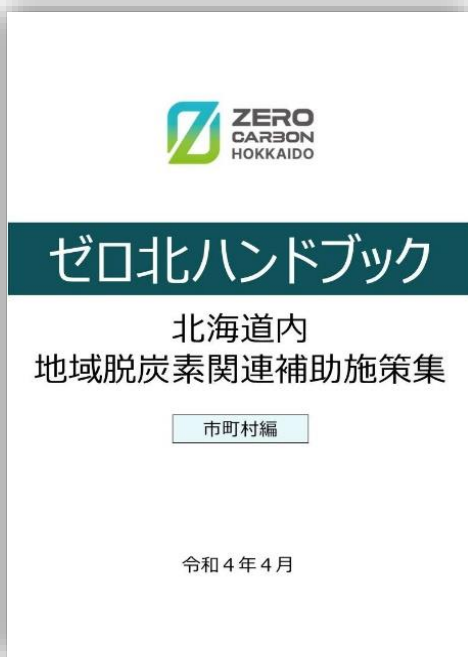 ZERO
CARBON
HOKKAIDO
ゼロ北ハンドブック
北海道内
地域脱炭素関連補助施策集
市町村編
令和４年４月